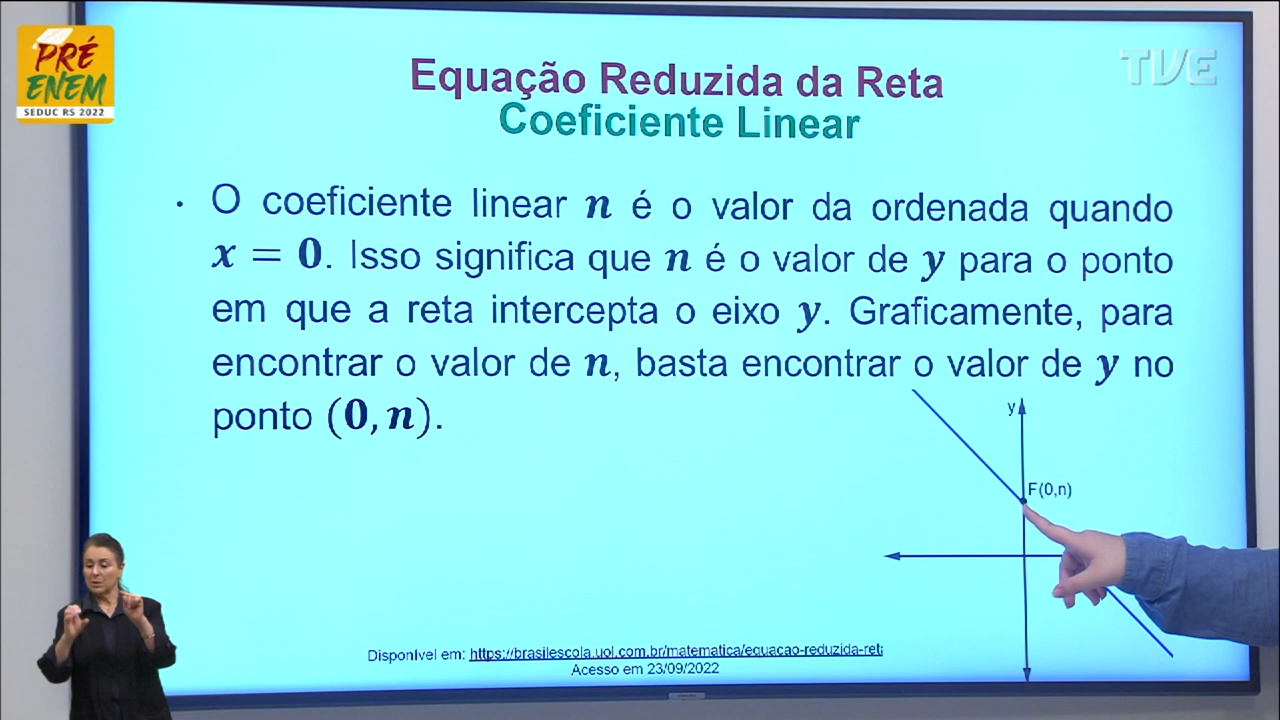 PRÉ
ENEM
SEDUC RS 2022
TVE
Equação Reduzida da Reta
Coeficiente Linear
• O coeficiente linear n é o valor da ordenada quando
x = 0. Isso significa que n é o valor de y para o ponto
em que a reta intercepta o eixo y. Graficamente, para
encontrar o valor de n, basta encontrar o valor de y no
ponto (0, n).
y
F(0,n)
Disponível em: https://brasilescola.uol.com.br/matematica/equacao-reduzida-reta
Acesso em 23/09/2022